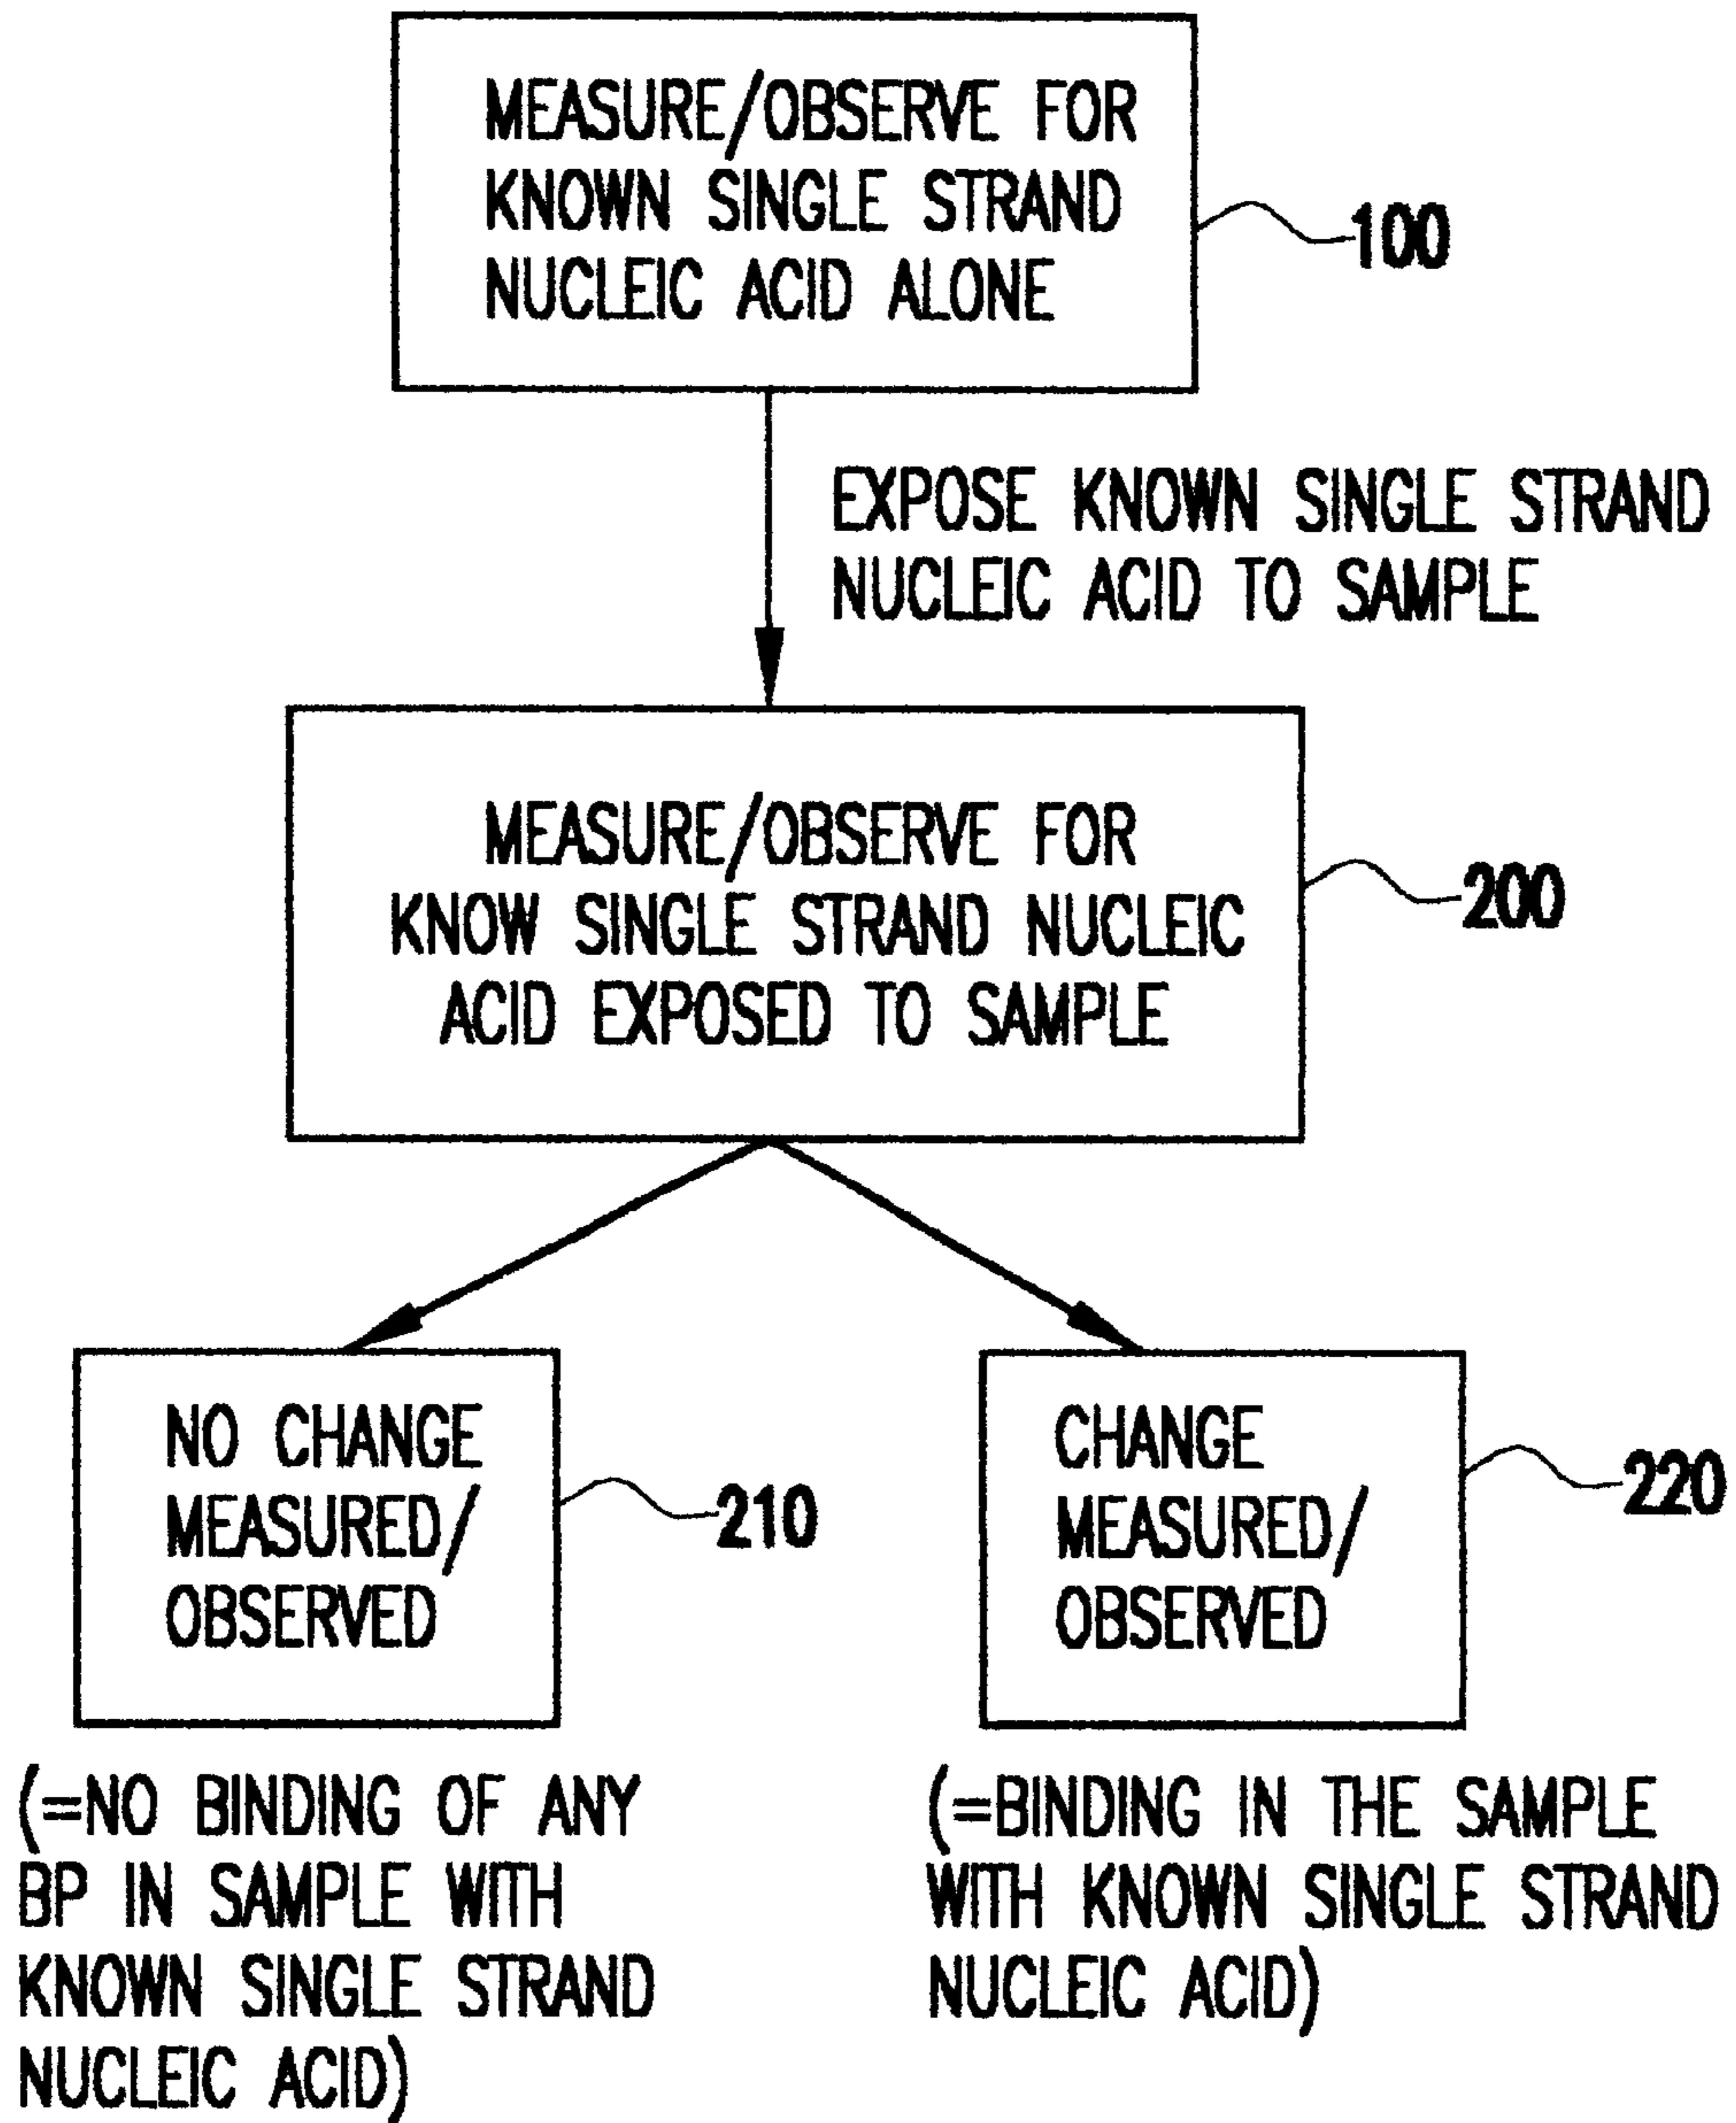 MEASURE/OBSERVE FOR
KNOWN SINGLE STRAND
NUCLEIC ACID ALONE
100
EXPOSE KNOWN SINGLE STRAND
NUCLEIC ACID TO SAMPLE
MEASURE/OBSERVE FOR
KNOW SINGLE STRAND NUCLEIC
ACID EXPOSED TO SAMPLE
200
NO CHANGE
MEASURED/
OBSERVED
210
CHANGE
MEASURED/
OBSERVED
220
(=NO BINDING OF ANY
BP IN SAMPLE WITH
KNOWN SINGLE STRAND
NUCLEIC ACID)
(=BINDING IN THE SAMPLE
WITH KNOWN SINGLE STRAND
NUCLEIC ACID)